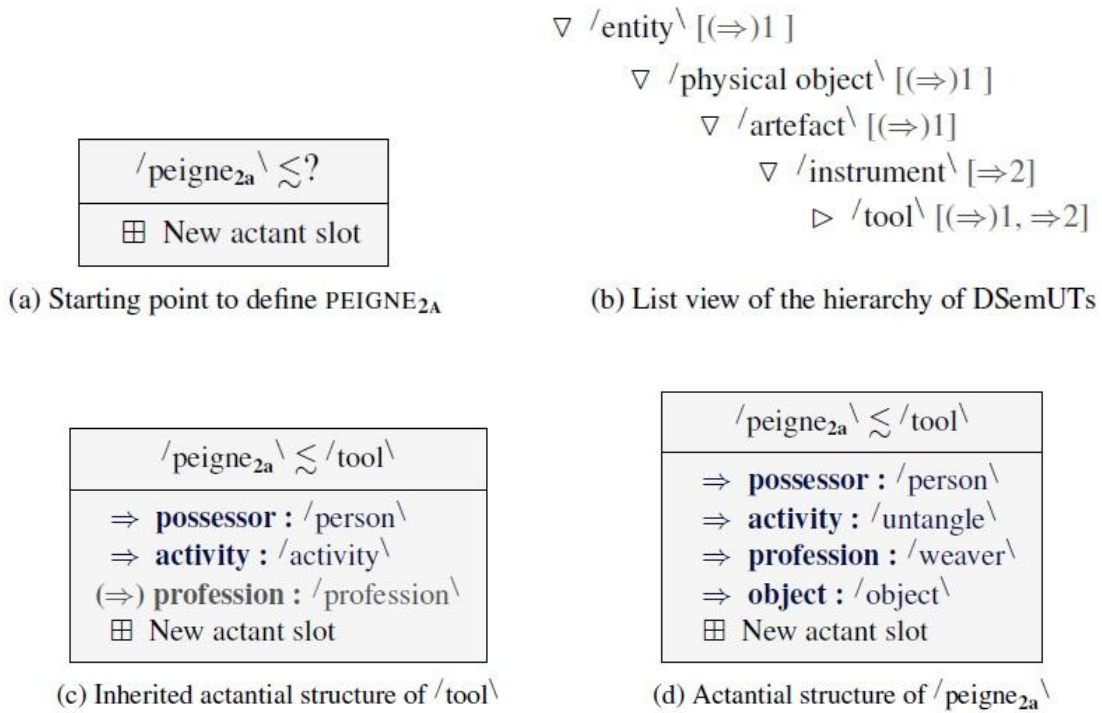 /peigne2a\ ≲?
⊞ New actant slot
(a) Starting point to define PEIGNE2A
▽ /entity\ [(⇒)1 ]
▽ /physical object\ [(⇒)1 ]
▽ /artefact\ [(⇒)1]
▽ /instrument\ [⇒2]
▷ /tool\ [(⇒)1, ⇒2]
(b) List view of the hierarchy of DSemUTs
/peigne2a\ ≲ /tool\
⇒ possessor : /person\
⇒ activity : /activity\
(⇒) profession : /profession\
⊞ New actant slot
(c) Inherited actantial structure of /tool\
/peigne2a\ ≲ /tool\
⇒ possessor : /person\
⇒ activity : /untangle\
⇒ profession : /weaver\
⇒ object : /object\
⊞ New actant slot
(d) Actantial structure of /peigne2a\